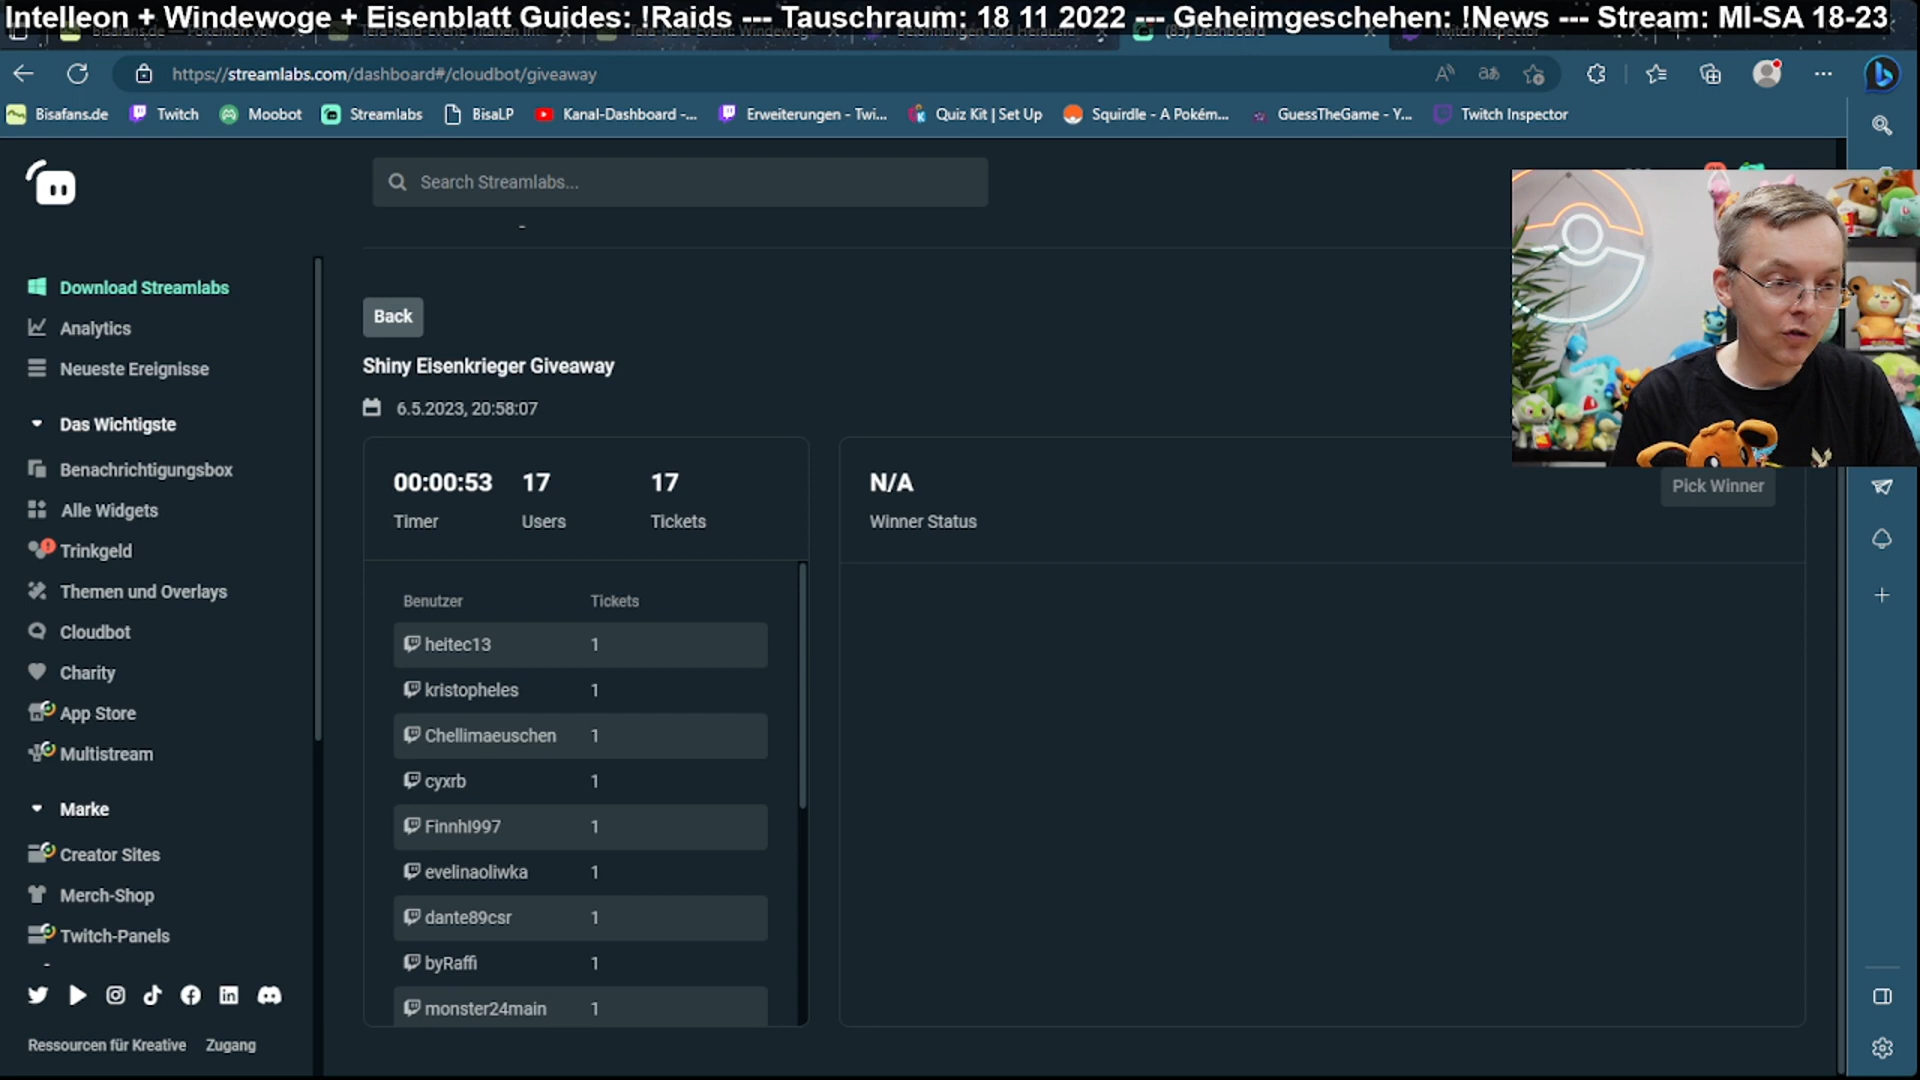 Intelleon + Windewoge + Eisenblatt Guides: !Raids --- Tauschraum: 18 11 2022 --- Geheimgeschehen: !News --- Stream: MI-SA 18-23
https://streamlabs.com/dashboard#/cloudbot/giveaway
Bisafans.de Twitch Moobot Streamlabs BisaLP Kanal-Dashboard -... Erweiterungen - Twi... Quiz Kit | Set Up Squirdle - A Pokém... GuessTheGame - Y... Twitch Inspector
Search Streamlabs...
Download Streamlabs
Analytics
Neueste Ereignisse
Das Wichtigste
Benachrichtigungsbox
Alle Widgets
Trinkgeld
Themen und Overlays
Cloudbot
Charity
App Store
Multistream
Marke
Creator Sites
Merch-Shop
Twitch-Panels
Ressourcen für Kreative Zugang
Back
Shiny Eisenkrieger Giveaway
6.5.2023, 20:58:07
00:00:53 17 17
Timer Users Tickets
Benutzer Tickets
heitec13 1
kristopheles 1
Chellimaeuschen 1
cyxrb 1
evelinaoliwka 1
dante89csr 1
byRaffi 1
monster24main 1
N/A
Winner Status
Pick Winner